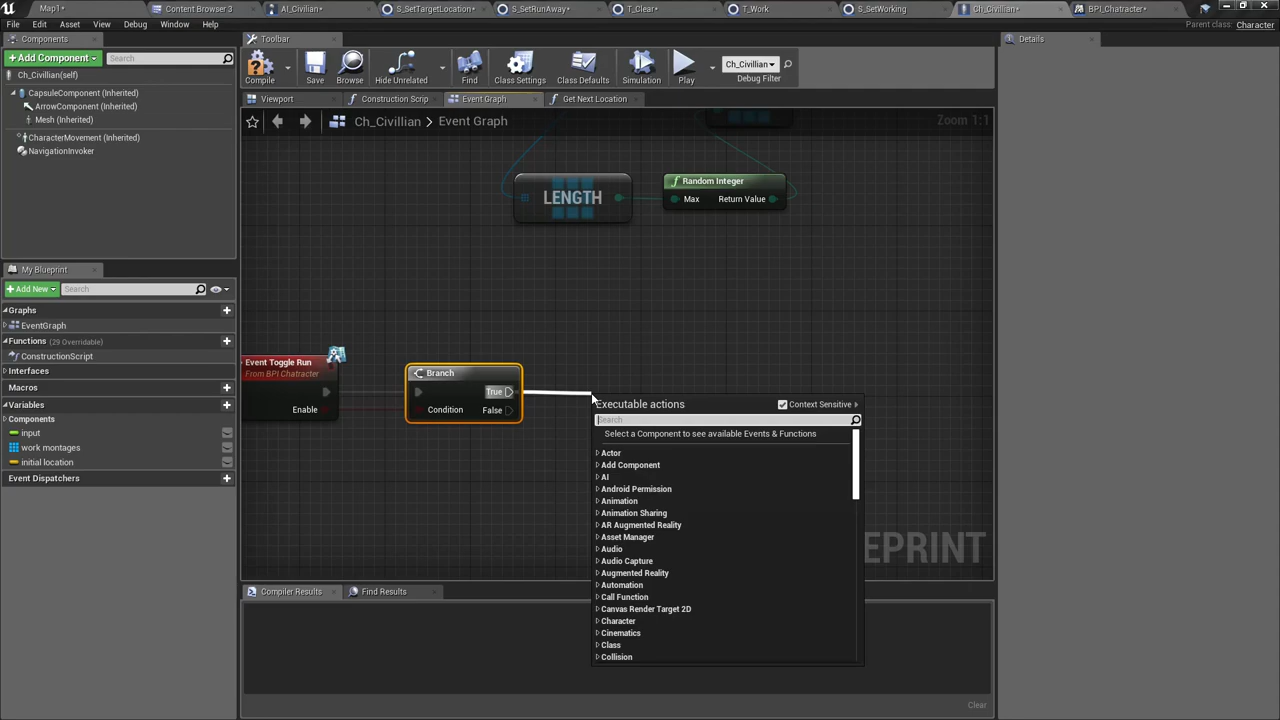 Map1*
Content Browser 3
AI_Civilian*
S_SetTargetLocation*
S_SetRunAway*
T_Clear*
T_Work
S_SetWorking
Ch_Civillian*
BPI_Chatracter*
File Edit Asset View Debug Window Help
Parent class: Character
Components
Toolbar
Details
Add Component
Search
Ch_Civillian(self)
CapsuleComponent (Inherited)
ArrowComponent (Inherited)
Mesh (Inherited)
CharacterMovement (Inherited)
NavigationInvoker
Compile
Save
Browse
Hide Unrelated
Find
Class Settings
Class Defaults
Simulation
Play
Ch_Civillian
Debug Filter
Viewport
Construction Scrip
Event Graph
Get Next Location
Ch_Civillian > Event Graph
Zoom 1:1
LENGTH
Random Integer
Max Return Value
My Blueprint
Add New
Search
Graphs
EventGraph
Functions (29 Overridable)
ConstructionScript
Interfaces
Macros
Variables
Components
input
work montages
initial location
Event Dispatchers
Event Toggle Run
From BPI Chatracter
Enable
Branch
True
Condition False
Executable actions
Context Sensitive
Search
Select a Component to see available Events & Functions
Actor
Add Component
AI
Android Permission
Animation
Animation Sharing
AR Augmented Reality
Asset Manager
Audio
Audio Capture
Augmented Reality
Automation
Call Function
Canvas Render Target 2D
Character
Cinematics
Class
Collision
EPRINT
Compiler Results
Find Results
Clear